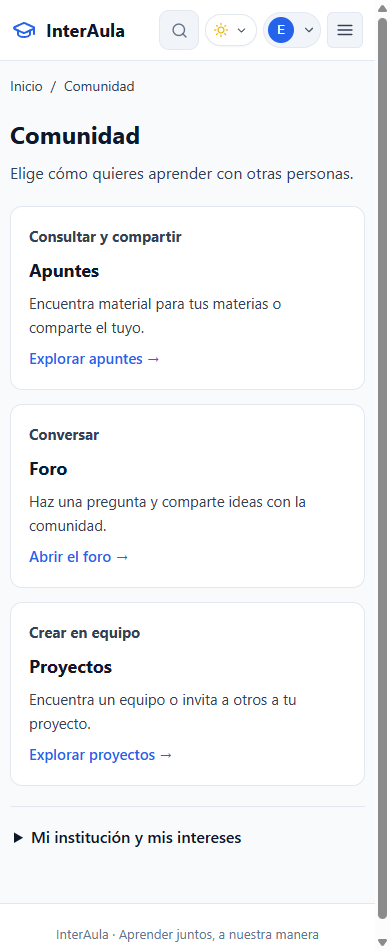 InterAula
E
Inicio / Comunidad
Comunidad
Elige cómo quieres aprender con otras personas.
Consultar y compartir
Apuntes
Encuentra material para tus materias o
comparte el tuyo.
Explorar apuntes →
Conversar
Foro
Haz una pregunta y comparte ideas con la
comunidad.
Abrir el foro →
Crear en equipo
Proyectos
Encuentra un equipo o invita a otros a tu
proyecto.
Explorar proyectos →
Mi institución y mis intereses
InterAula · Aprender juntos, a nuestra manera